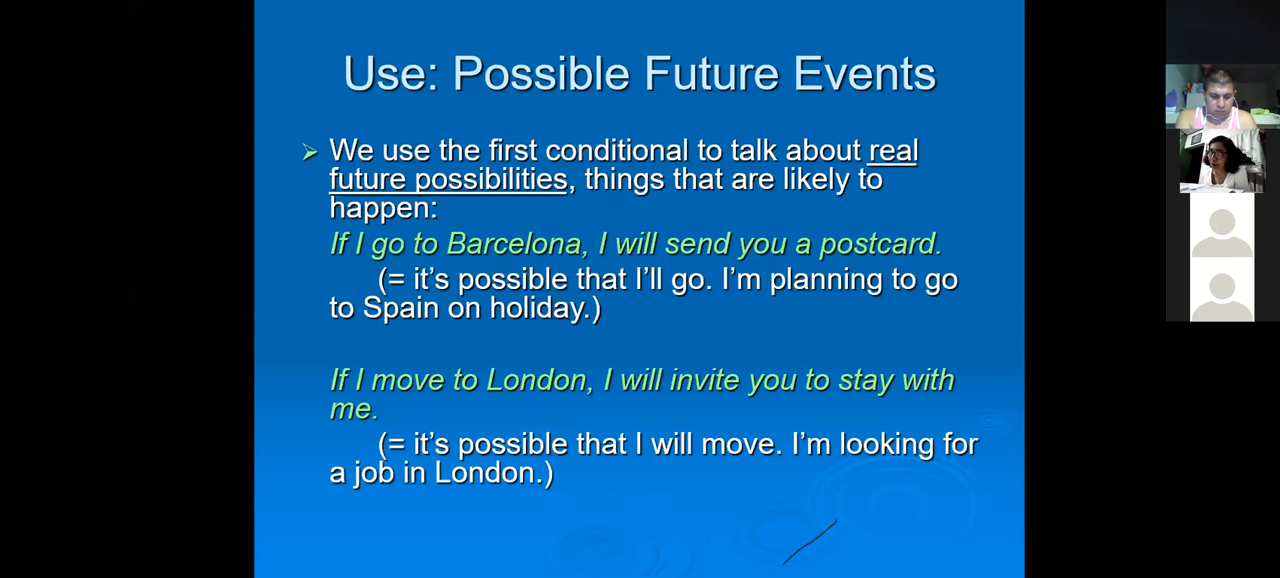 Use: Possible Future Events
We use the first conditional to talk about real
future possibilities, things that are likely to
happen:
If I go to Barcelona, I will send you a postcard.
(= it's possible that I'll go. I'm planning to go
to Spain on holiday.)
If I move to London, I will invite you to stay with
me.
(= it's possible that I will move. I'm looking for
a job in London.)